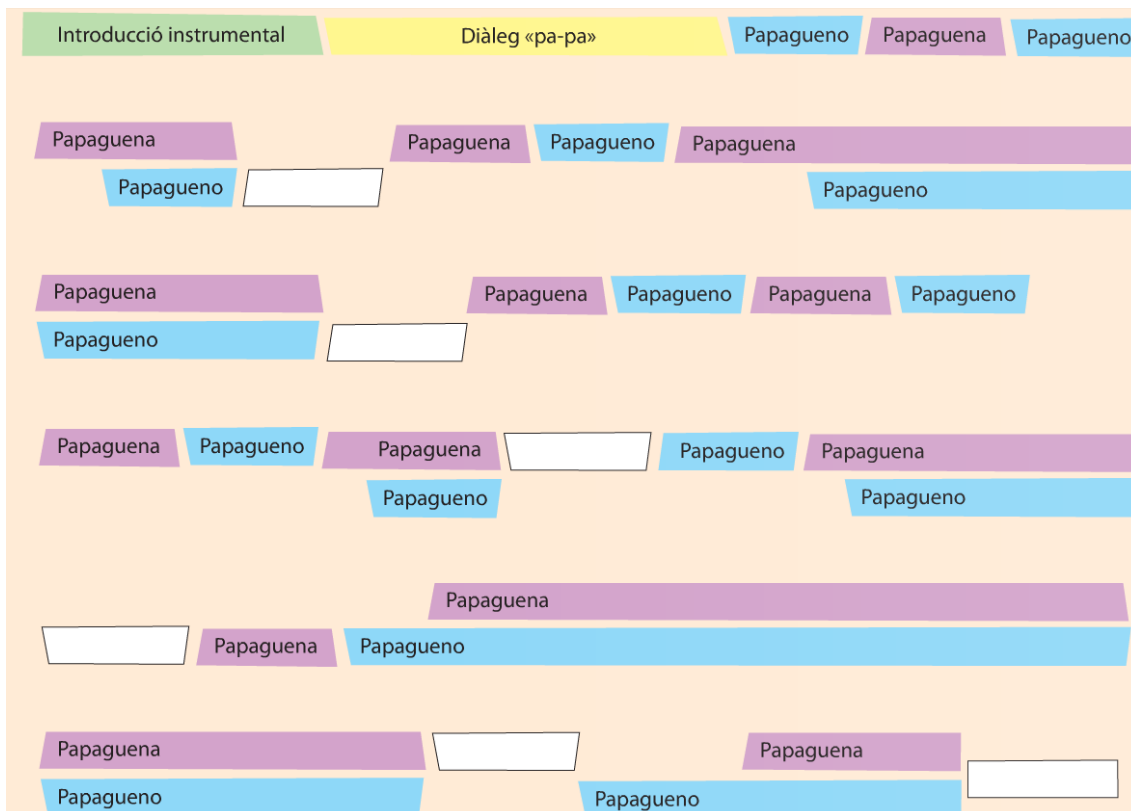 Introducció instrumental Diàleg «pa-pa» Papagueno Papaguena Papagueno
Papaguena Papaguena Papagueno Papaguena
Papagueno Papagueno
Papaguena Papaguena Papagueno Papaguena Papagueno
Papagueno
Papaguena Papagueno Papaguena Papagueno Papaguena
Papagueno Papagueno
Papaguena
Papaguena Papagueno
Papaguena Papaguena
Papagueno Papagueno